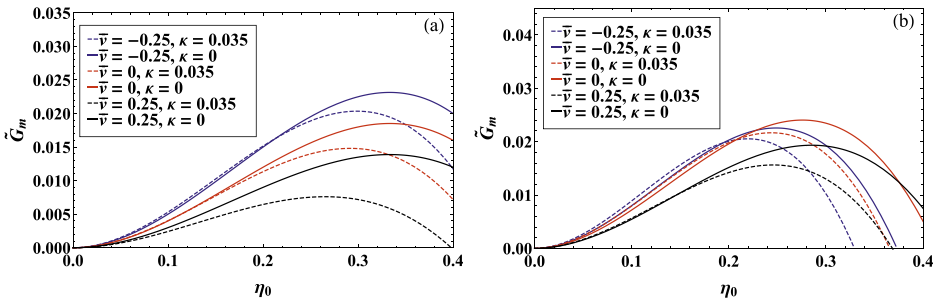 (a)
ν̅ = −0.25, κ = 0.035
ν̅ = −0.25, κ = 0
ν̅ = 0, κ = 0.035
ν̅ = 0, κ = 0
ν̅ = 0.25, κ = 0.035
ν̅ = 0.25, κ = 0
G̃m
0.035
0.030
0.025
0.020
0.015
0.010
0.005
0.000
0.0 0.1 0.2 0.3 0.4
η0
(b)
ν̅ = −0.25, κ = 0.035
ν̅ = −0.25, κ = 0
ν̅ = 0, κ = 0.035
ν̅ = 0, κ = 0
ν̅ = 0.25, κ = 0.035
ν̅ = 0.25, κ = 0
G̃m
0.04
0.03
0.02
0.01
0.00
0.0 0.1 0.2 0.3 0.4
η0